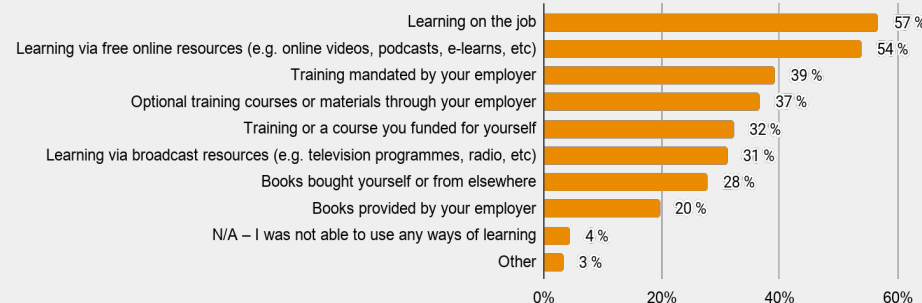 Learning on the job 57 %
Learning via free online resources (e.g. online videos, podcasts, e-learns, etc) 54 %
Training mandated by your employer 39 %
Optional training courses or materials through your employer 37 %
Training or a course you funded for yourself 32 %
Learning via broadcast resources (e.g. television programmes, radio, etc) 31 %
Books bought yourself or from elsewhere 28 %
Books provided by your employer 20 %
N/A – I was not able to use any ways of learning 4 %
Other 3 %
0% 20% 40% 60%